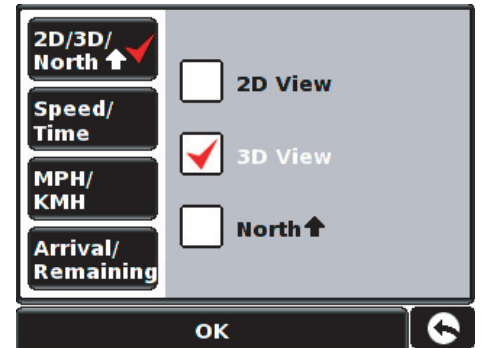 2D/3D/
North ↑
Speed/
Time
MPH/
KMH
Arrival/
Remaining
2D View
3D View
North ↑
OK